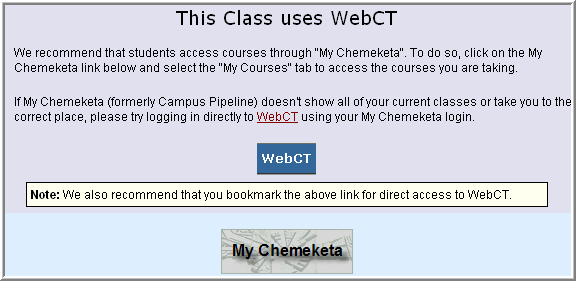 This Class uses WebCT
We recommend that students access courses through "My Chemeketa". To do so, click on the My
Chemeketa link below and select the "My Courses" tab to access the courses you are taking.
If My Chemeketa (formerly Campus Pipeline) doesn't show all of your current classes or take you to the
correct place, please try logging in directly to WebCT using your My Chemeketa login.
WebCT
Note: We also recommend that you bookmark the above link for direct access to WebCT.
My Chemeketa